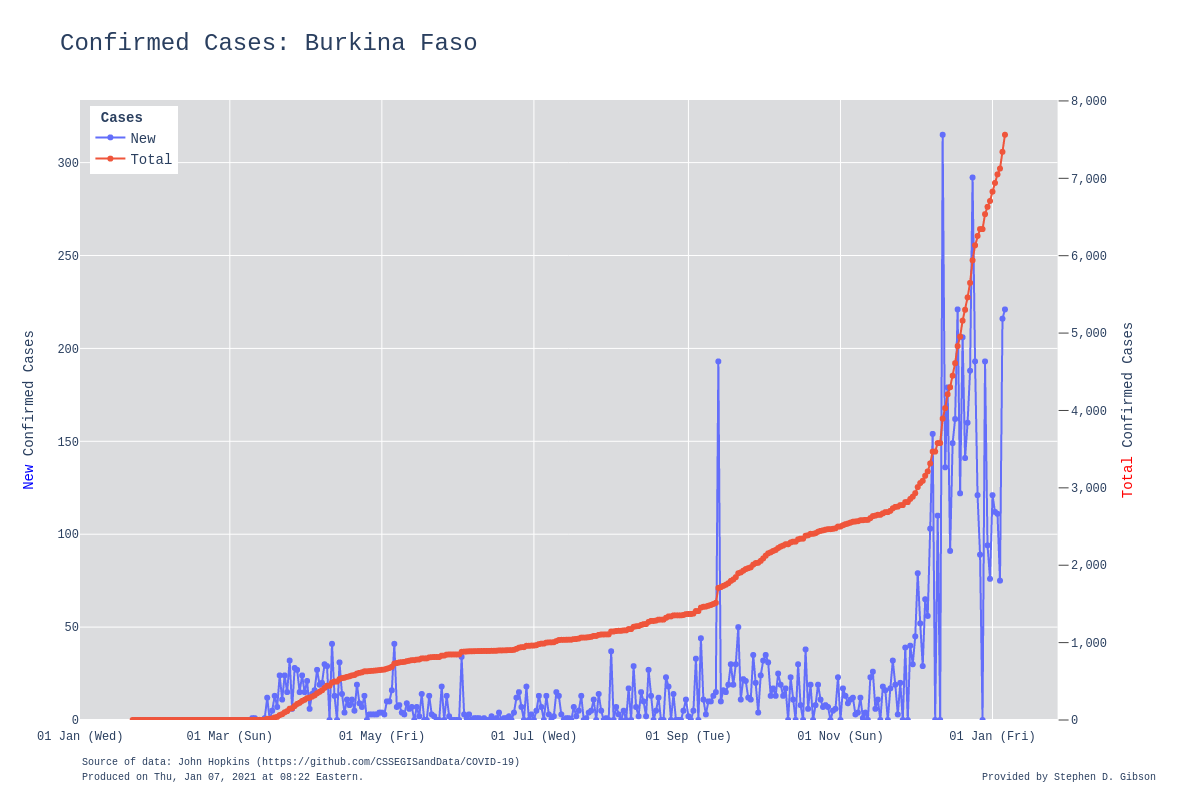 Confirmed Cases: Burkina Faso
Cases
New
Total
8,000
7,000
6,000
5,000
4,000
3,000
2,000
1,000
0
300
250
200
150
100
50
0
New Confirmed Cases
Total Confirmed Cases
01 Jan (Wed)
01 Mar (Sun)
01 May (Fri)
01 Jul (Wed)
01 Sep (Tue)
01 Nov (Sun)
01 Jan (Fri)
Source of data: John Hopkins (https://github.com/CSSEGISandData/COVID-19)
Produced on Thu, Jan 07, 2021 at 08:22 Eastern.
Provided by Stephen D. Gibson